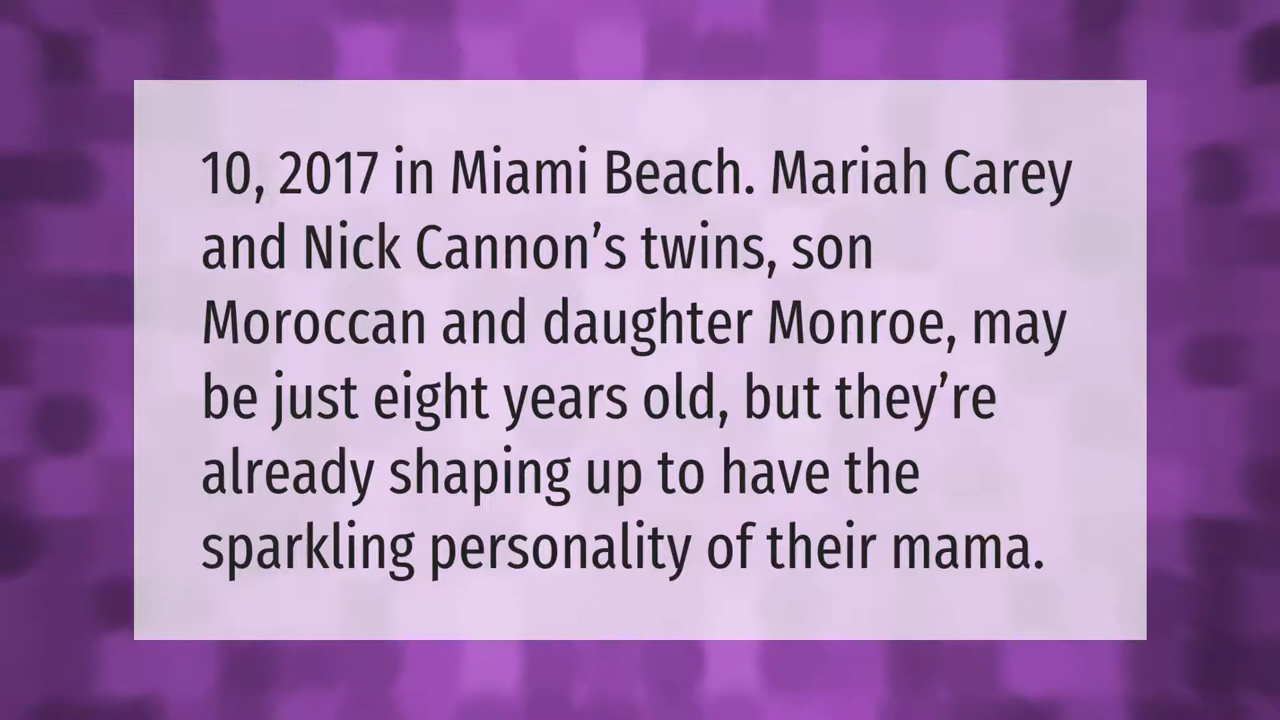 10, 2017 in Miami Beach. Mariah Carey
and Nick Cannon’s twins, son
Moroccan and daughter Monroe, may
be just eight years old, but they’re
already shaping up to have the
sparkling personality of their mama.